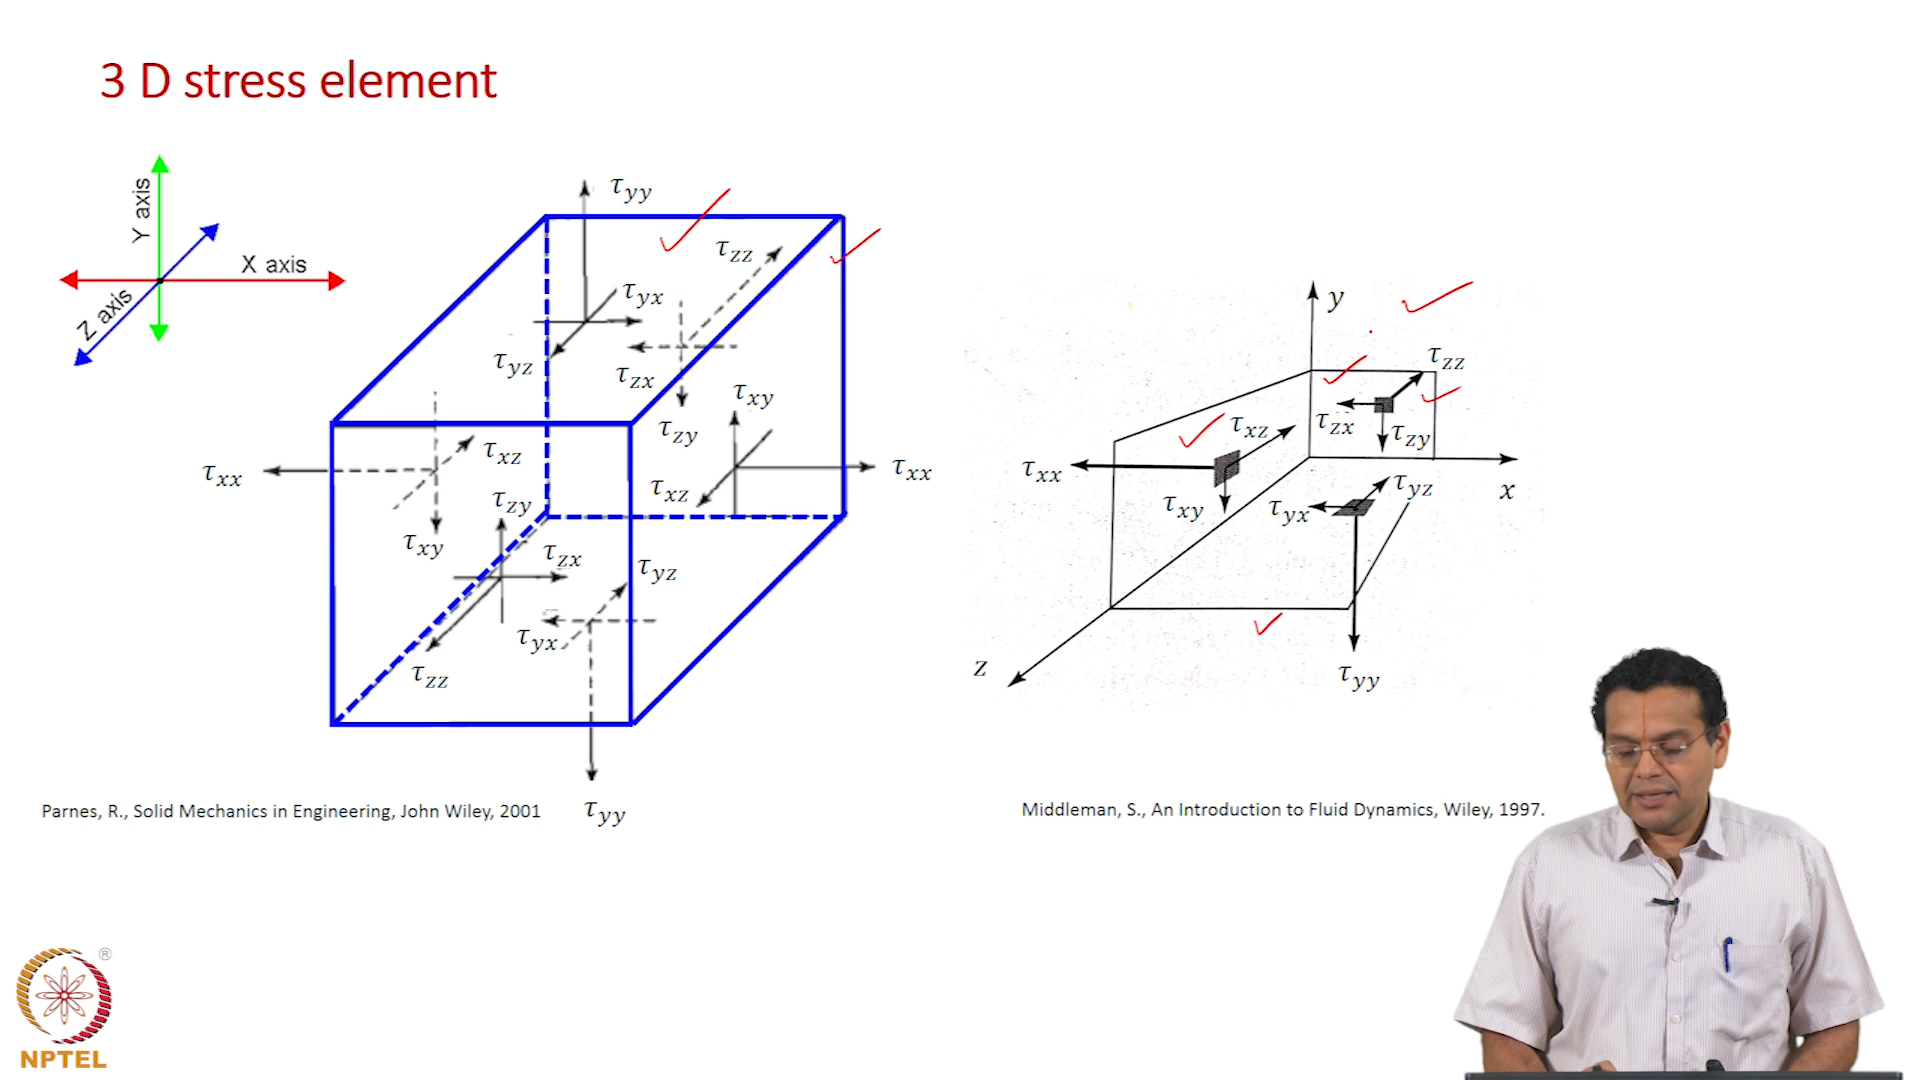 3 D stress element
Y axis
X axis
Z axis
τyy
τzz
τyx
τyz
τzx
τxy
τzy
τxz
τxx
τxx
τxz
τzy
τxy
τzx
τyz
τyx
τzz
τyy
Parnes, R., Solid Mechanics in Engineering, John Wiley, 2001
y
τzz
τxz
τzx
τzy
τxx
τyz
x
τxy
τyx
z
τyy
Middleman, S., An Introduction to Fluid Dynamics, Wiley, 1997.
®
NPTEL